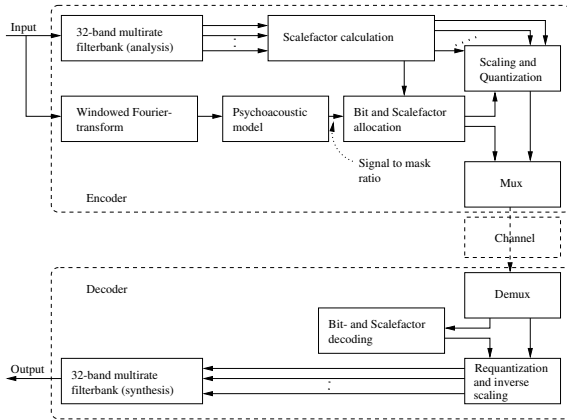 Input
32-band multirate
filterbank (analysis)
Scalefactor calculation
Scaling and
Quantization
Windowed Fourier-
transform
Psychoacoustic
model
Bit and Scalefactor
allocation
Signal to mask
ratio
Mux
Encoder
Channel
Decoder
Demux
Bit- and Scalefactor
decoding
Output
32-band multirate
filterbank (synthesis)
Requantization
and inverse
scaling